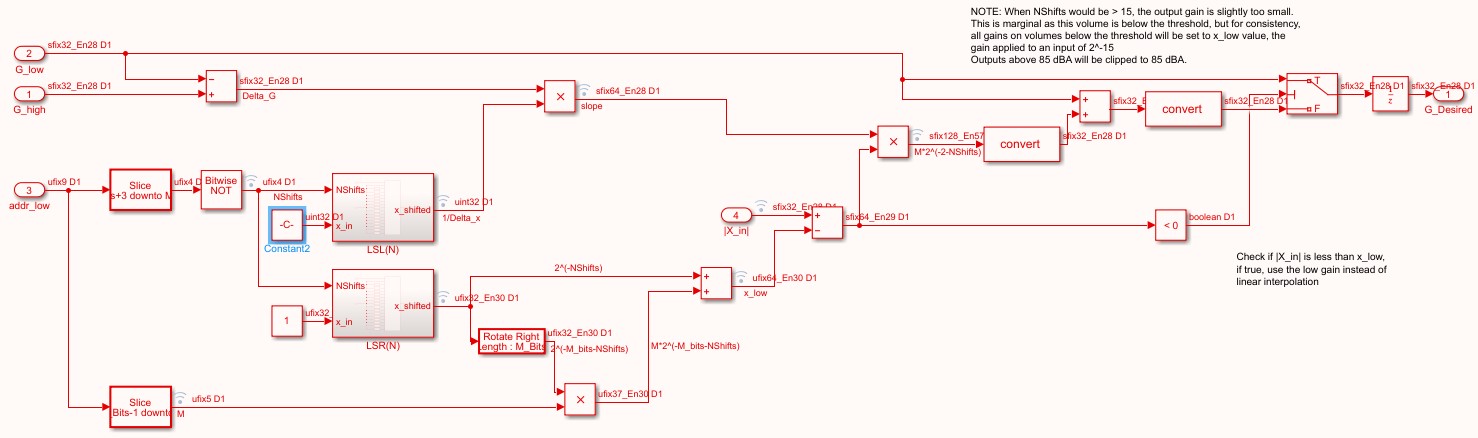 NOTE: When NShifts would be > 15, the output gain is slightly too small.
This is marginal as this volume is below the threshold, but for consistency,
all gains on volumes below the threshold will be set to x_low value, the
gain applied to an input of 2^-15
Outputs above 85 dBA will be clipped to 85 dBA.
2
sfix32_En28 D1
G_low
1
sfix32_En28 D1
G_high
−
+
sfix32_En28 D1
Delta_G
×
sfix64_En28 D1
slope
+
+
sfix32_E
convert
sfix32_En28 D1
T
F
sfix32_En28 D1
1
z
sfix32_En28 D1
1
G_Desired
×
sfix128_En57
M*2^(-2-NShifts)
convert
sfix32_En28 D1
3
ufix9 D1
addr_low
Slice
s+3 downto M
ufix4 D
Bitwise
NOT
ufix4 D1
NShifts
-C-
uint32 D1
Constant2
NShifts
x_in
x_shifted
LSL(N)
uint32 D1
1/Delta_x
4
|X_in|
sfix32_En28 D1
+
−
sfix64_En29 D1
< 0
boolean D1
Check if |X_in| is less than x_low,
if true, use the low gain instead of
linear interpolation
1
ufix32_
NShifts
x_in
x_shifted
LSR(N)
ufix32_En30 D1
2^(-NShifts)
+
+
ufix64_En30 D1
x_low
Rotate Right
Length : M_Bits
ufix32_En30 D1
2^(-M_bits-NShifts)
M*2^(-M_bits-NShifts)
Slice
Bits-1 downto
ufix5 D1
M
×
ufix37_En30 D1